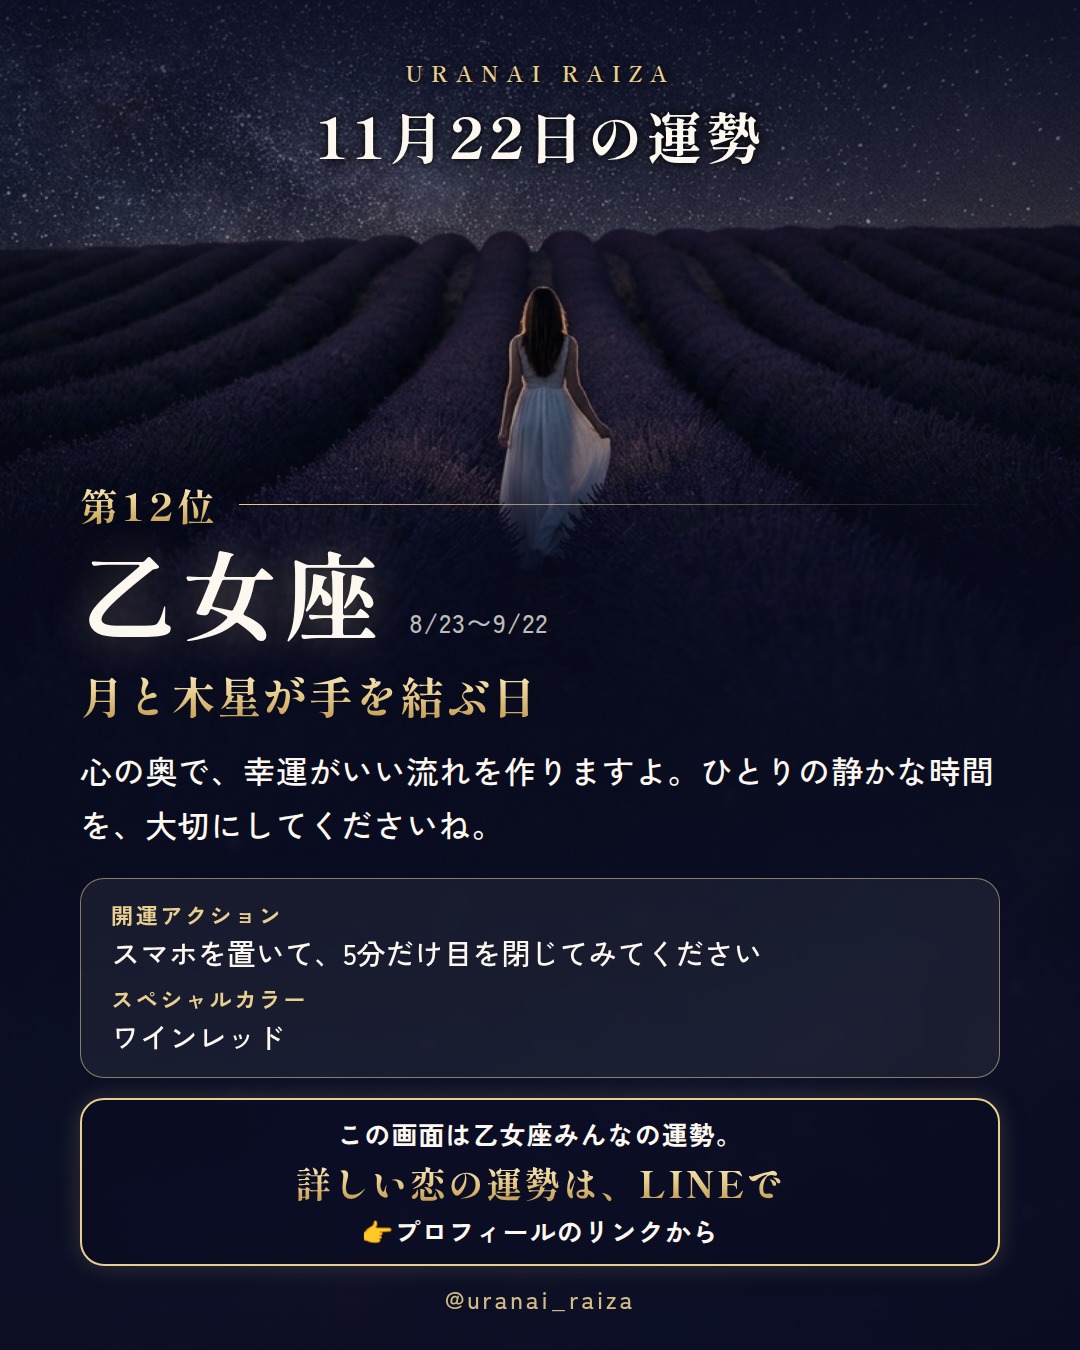 URANAI RAIZA
11月22日の運勢
第12位
乙女座 8/23〜9/22
月と木星が手を結ぶ日
心の奥で、幸運がいい流れを作りますよ。ひとりの静かな時間
を、大切にしてくださいね。
開運アクション
スマホを置いて、5分だけ目を閉じてみてください
スペシャルカラー
ワインレッド
この画面は乙女座みんなの運勢。
詳しい恋の運勢は、LINEで
👉プロフィールのリンクから
@uranai_raiza